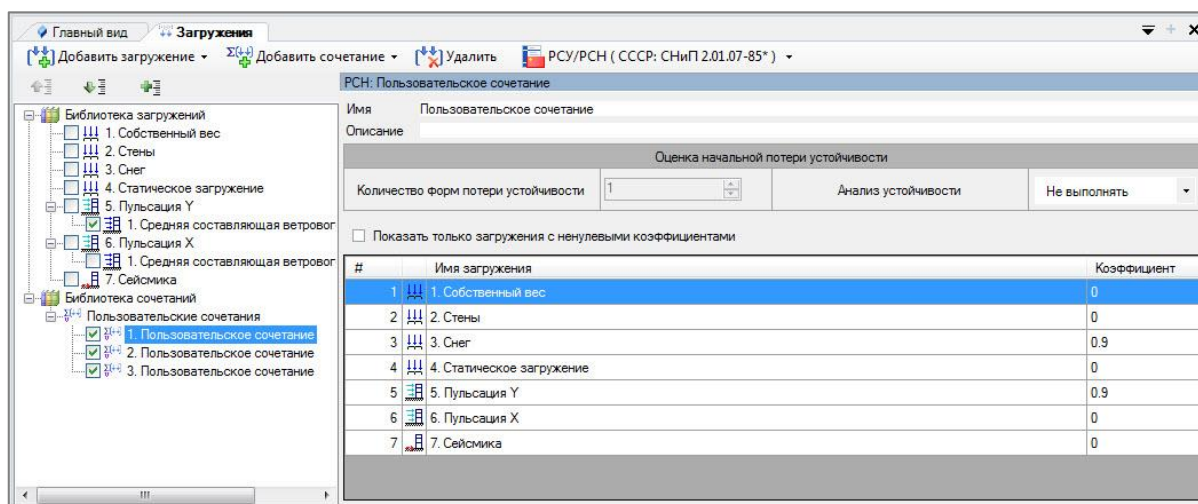 Главный вид Загружения
Добавить загружение Добавить сочетание Удалить РСУ/РСН ( СССР: СНиП 2.01.07-85* )
Библиотека загружений
1. Собственный вес
2. Стены
3. Снег
4. Статическое загружение
5. Пульсация Y
1. Средняя составляющая ветровог
6. Пульсация X
1. Средняя составляющая ветровог
7. Сейсмика
Библиотека сочетаний
Пользовательские сочетания
1. Пользовательское сочетание
2. Пользовательское сочетание
3. Пользовательское сочетание
РСН: Пользовательское сочетание
Имя Пользовательское сочетание
Описание
Оценка начальной потери устойчивости
Количество форм потери устойчивости 1 Анализ устойчивости Не выполнять
Показать только загружения с ненулевыми коэффициентами
# Имя загружения Коэффициент
1 1. Собственный вес 0
2 2. Стены 0
3 3. Снег 0.9
4 4. Статическое загружение 0
5 5. Пульсация Y 0.9
6 6. Пульсация X 0
7 7. Сейсмика 0